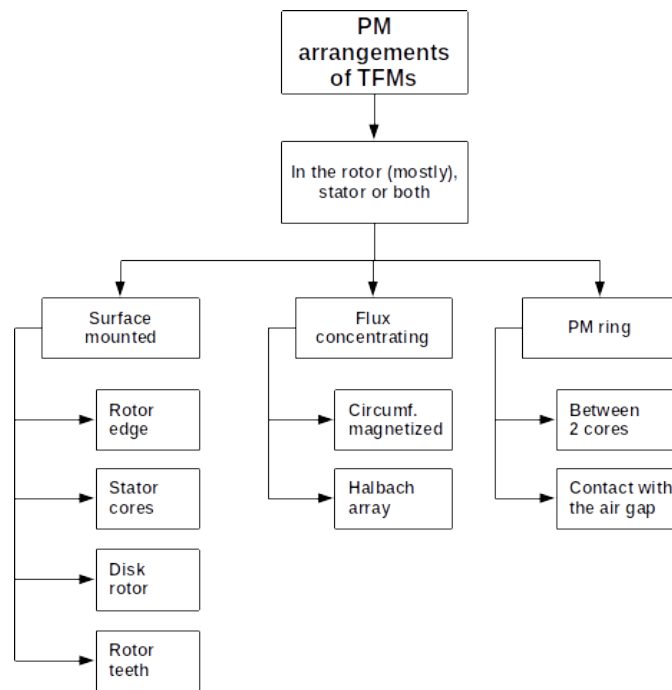 PM
arrangements
of TFMs
In the rotor (mostly),
stator or both
Surface
mounted
Rotor
edge
Stator
cores
Disk
rotor
Rotor
teeth
Flux
concentrating
Circumf.
magnetized
Halbach
array
PM ring
Between
2 cores
Contact with
the air gap